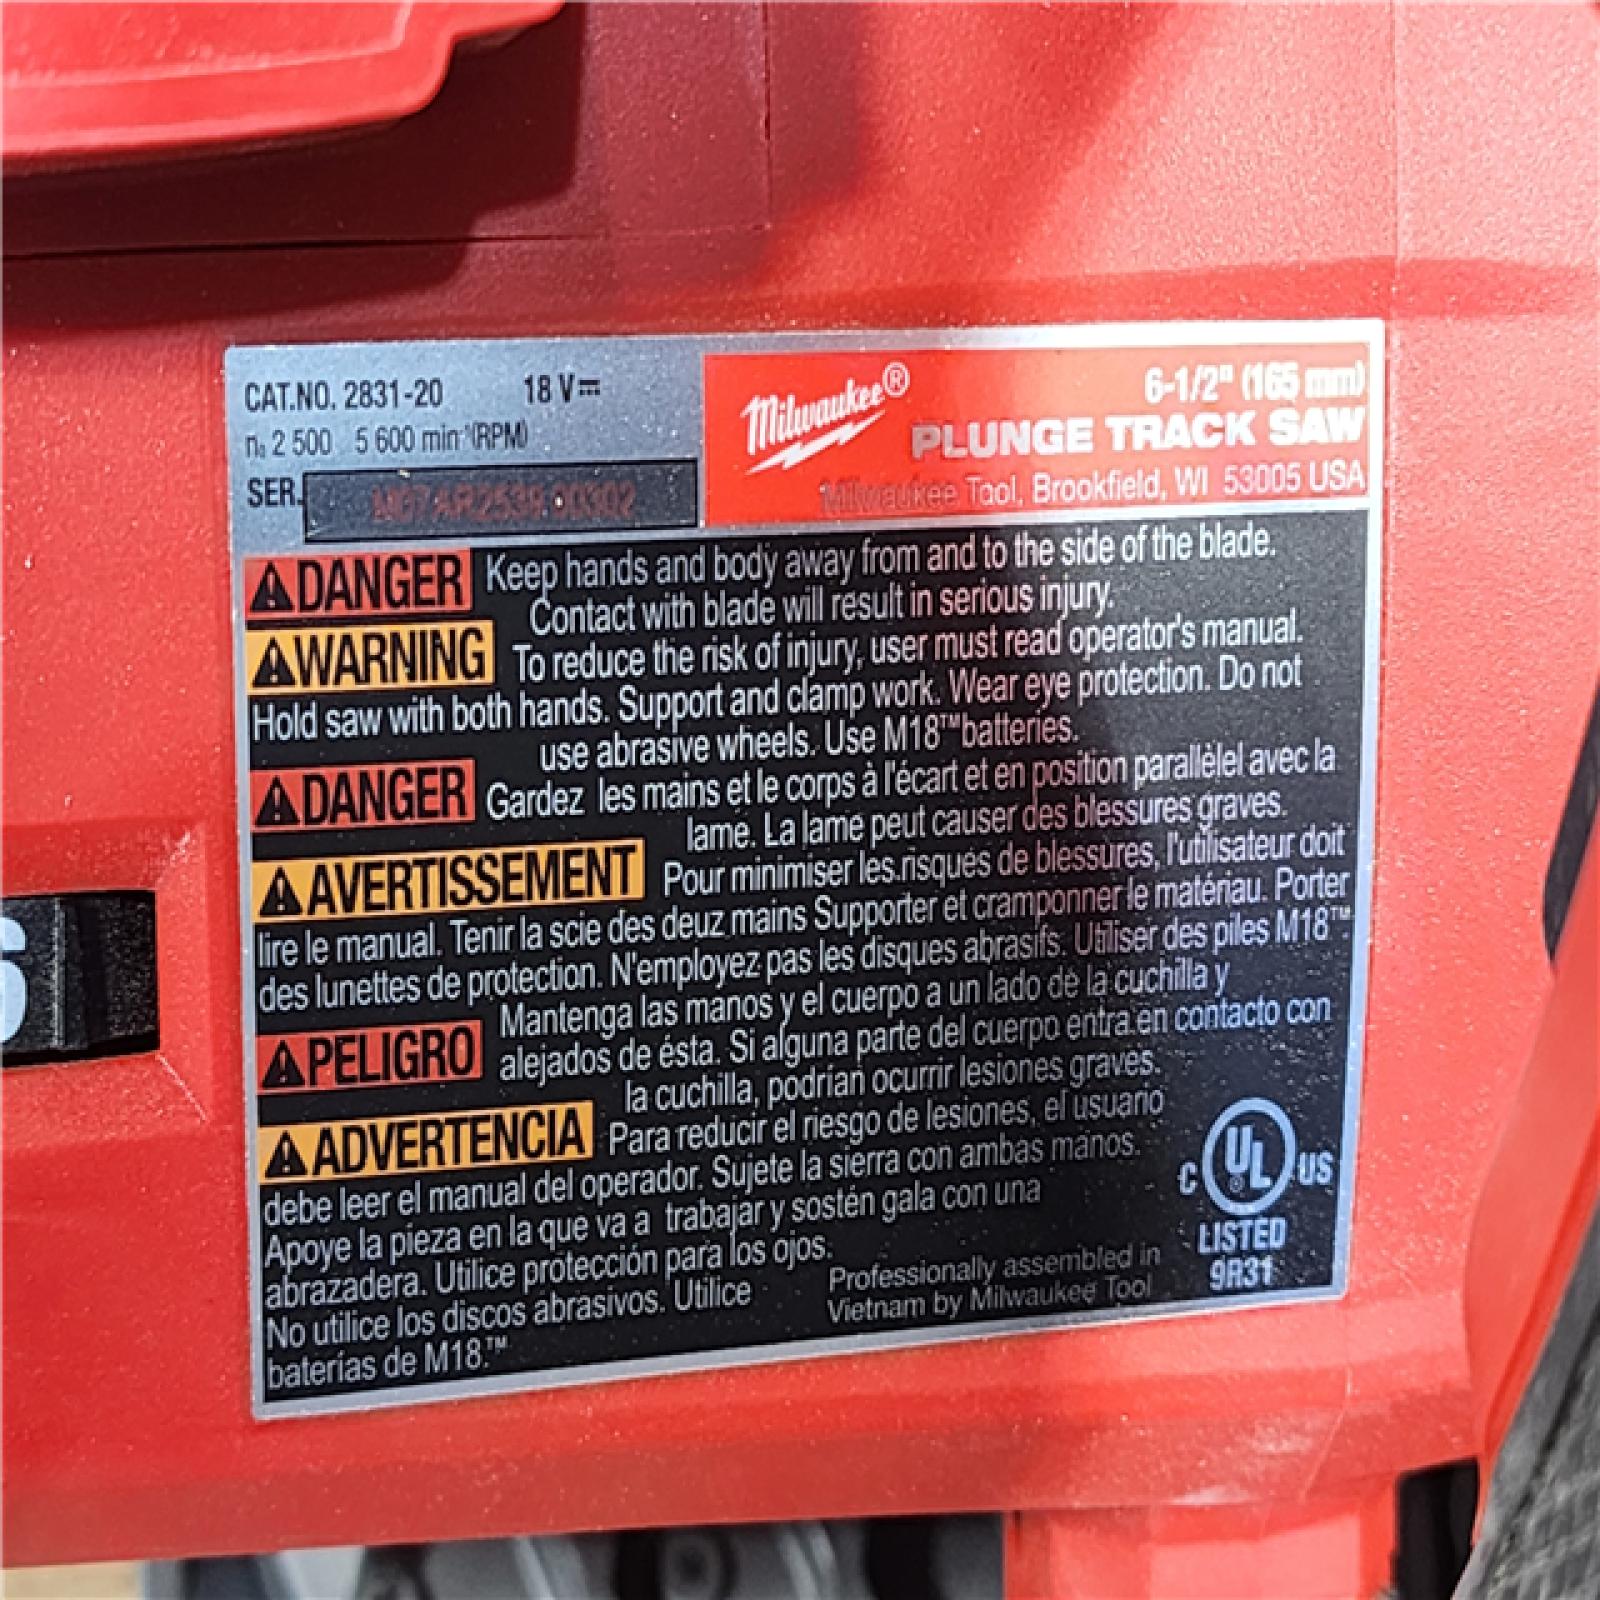 CAT.NO. 2831-20 18 V
n₀ 2 500 5 600 min⁻¹(RPM)
SER.
Milwaukee®
6-1/2" (165 mm)
PLUNGE TRACK SAW
Milwaukee Tool, Brookfield, WI 53005 USA
DANGER Keep hands and body away from and to the side of the blade.
Contact with blade will result in serious injury.
WARNING To reduce the risk of injury, user must read operator's manual.
Hold saw with both hands. Support and clamp work. Wear eye protection. Do not
use abrasive wheels. Use M18™ batteries.
DANGER Gardez les mains et le corps à l'écart et en position parallèlel avec la
lame. La lame peut causer des blessures graves.
AVERTISSEMENT Pour minimiser les risques de blessures, l'utilisateur doit
lire le manual. Tenir la scie des deuz mains Supporter et cramponner le matériau. Porter
des lunettes de protection. N'employez pas les disques abrasifs. Utiliser des piles M18™.
PELIGRO Mantenga las manos y el cuerpo a un lado de la cuchilla y
alejados de ésta. Si alguna parte del cuerpo entra en contacto con
la cuchilla, podrían ocurrir lesiones graves.
ADVERTENCIA Para reducir el riesgo de lesiones, el usuario
debe leer el manual del operador. Sujete la sierra con ambas manos.
Apoye la pieza en la que va a trabajar y sostén gala con una
abrazadera. Utilice protección para los ojos.
No utilice los discos abrasivos. Utilice
baterías de M18.™
Professionally assembled in
Vietnam by Milwaukee Tool
C UL® US
LISTED
9R31
6